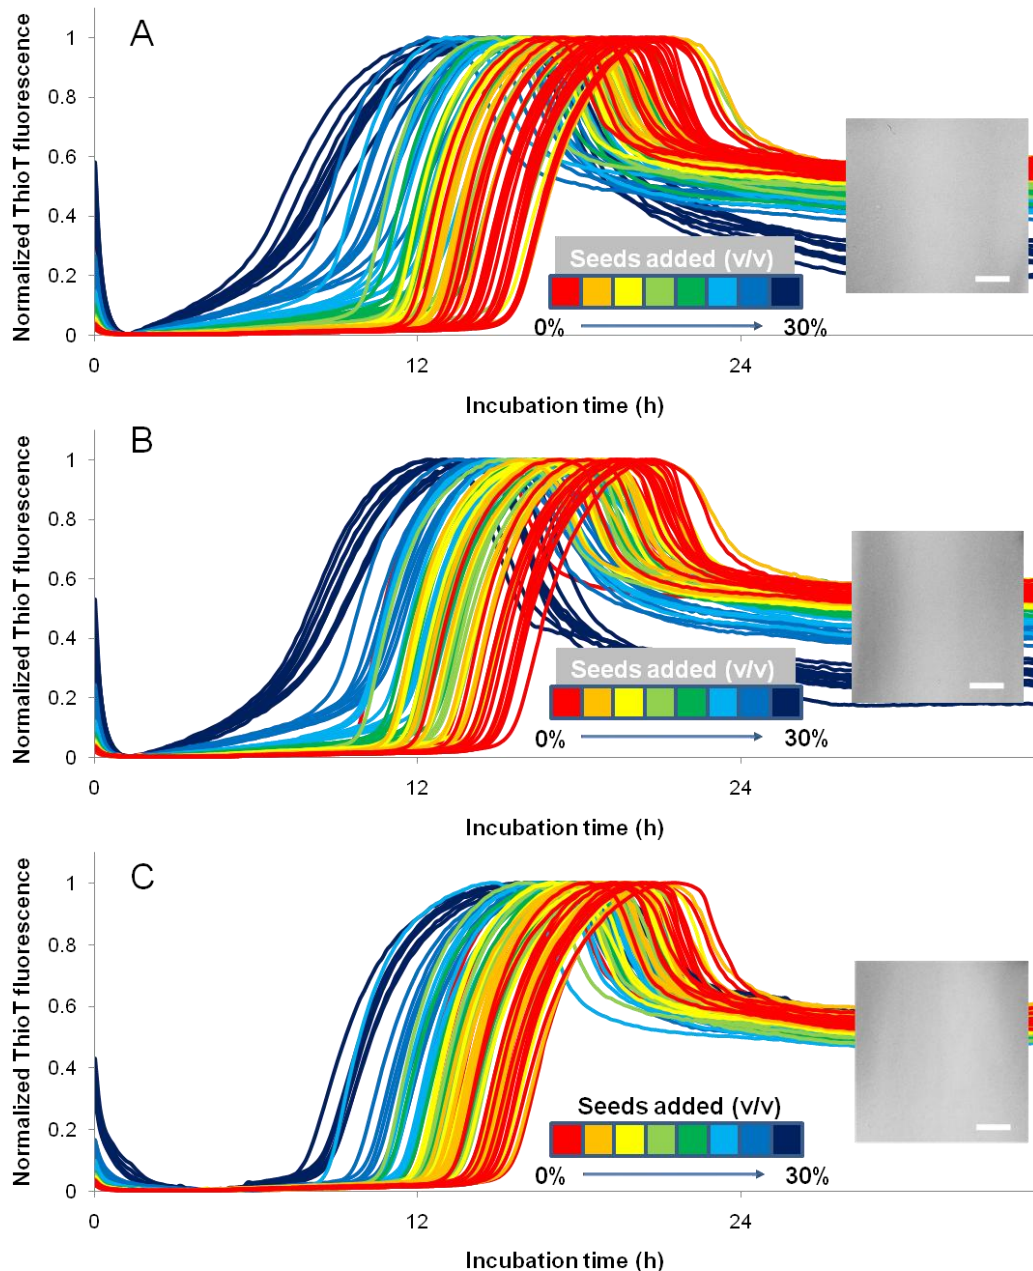 A
Normalized ThioT fluorescence
1
0.8
0.6
0.4
0.2
0
Seeds added (v/v)
0% 30%
0 12 24
Incubation time (h)
B
Normalized ThioT fluorescence
1
0.8
0.6
0.4
0.2
0
Seeds added (v/v)
0% 30%
0 12 24
Incubation time (h)
C
Normalized ThioT fluorescence
1
0.8
0.6
0.4
0.2
0
Seeds added (v/v)
0% 30%
0 12 24
Incubation time (h)